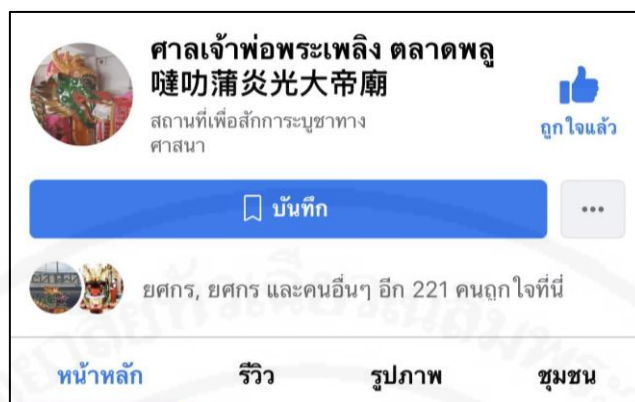 ศาลเจ้าพ่อพระเพลิง ตลาดพลู
噠叻蒲炎光大帝廟
สถานที่เพื่อสักการะบูชาทาง
ศาสนา
ถูกใจแล้ว
บันทึก
ยศกร, ยศกร และคนอื่นๆ อีก 221 คนถูกใจที่นี่
หน้าหลัก รีวิว รูปภาพ ชุมชน